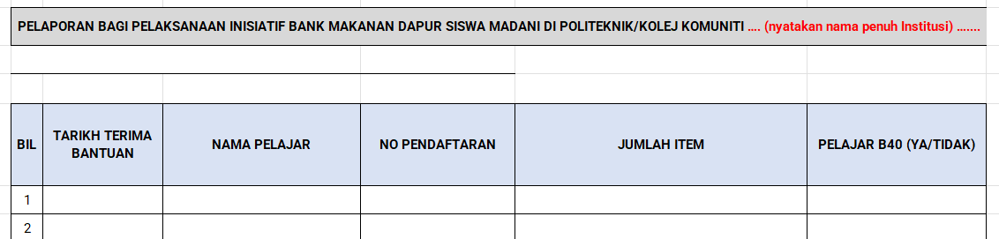 PELAPORAN BAGI PELAKSANAAN INISIATIF BANK MAKANAN DAPUR SISWA MADANI DI POLITEKNIK/KOLEJ KOMUNITI .... (nyatakan nama penuh Institusi) .......
BIL
TARIKH TERIMA
BANTUAN
NAMA PELAJAR
NO PENDAFTARAN
JUMLAH ITEM
PELAJAR B40 (YA/TIDAK)
1
2